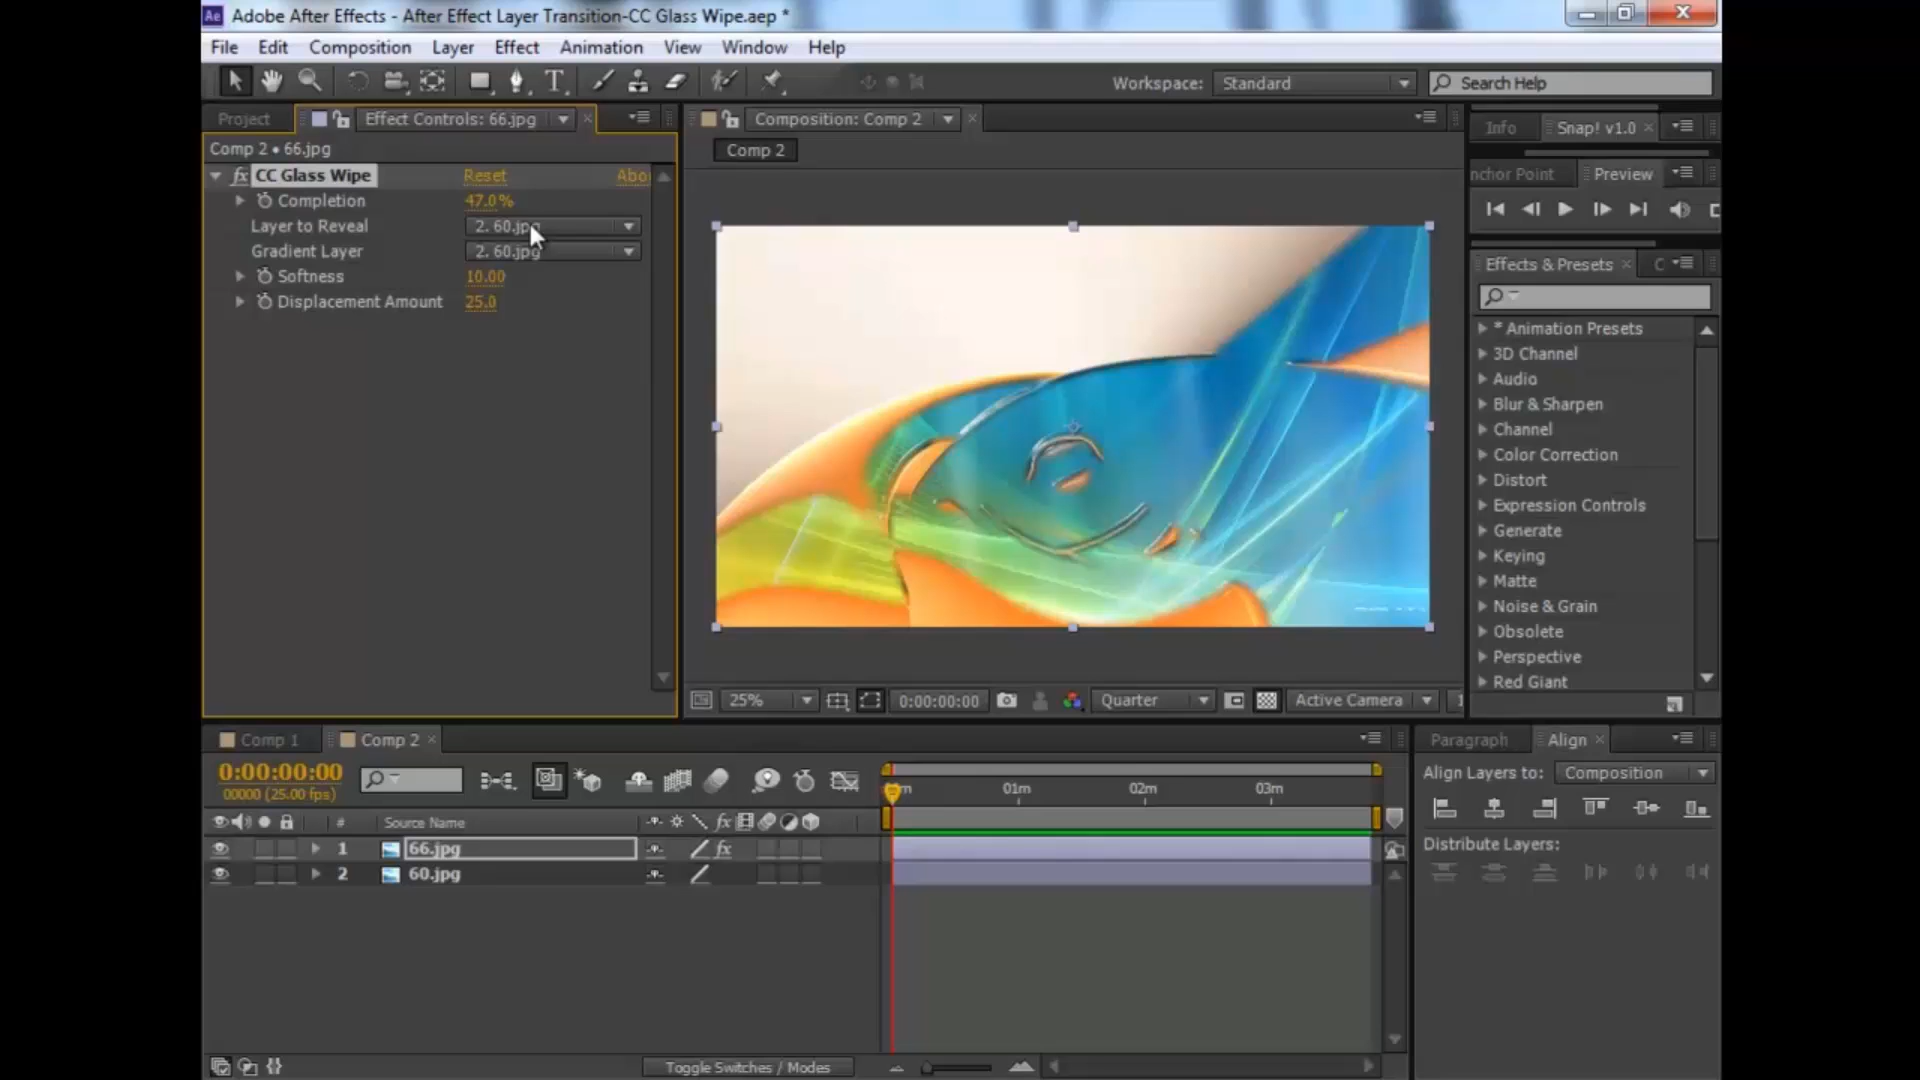 Ae Adobe After Effects - After Effect Layer Transition-CC Glass Wipe.aep *
File Edit Composition Layer Effect Animation View Window Help
Workspace: Standard Search Help
Project Effect Controls: 66.jpg
Composition: Comp 2
Info Snap! v1.0
Comp 2 • 66.jpg
Comp 2
nchor Point Preview
fx CC Glass Wipe Reset Abo
Completion 47.0%
Layer to Reveal 2. 60.jpg
Gradient Layer 2. 60.jpg
Softness 10.00
Displacement Amount 25.0
Effects & Presets C
* Animation Presets
3D Channel
Audio
Blur & Sharpen
Channel
Color Correction
Distort
Expression Controls
Generate
Keying
Matte
Noise & Grain
Obsolete
Perspective
Red Giant
25% 0:00:00:00 Quarter Active Camera 1
Comp 1 Comp 2
Paragraph Align
0:00:00:00
00000 (25.00 fps)
m 01m 02m 03m
Align Layers to: Composition
# Source Name fx
1 66.jpg fx
2 60.jpg
Distribute Layers:
Toggle Switches / Modes